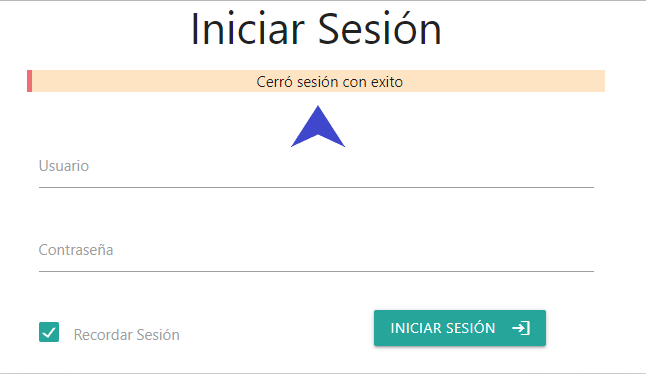 Iniciar Sesión
Cerró sesión con exito
Usuario
Contraseña
Recordar Sesión
INICIAR SESIÓN